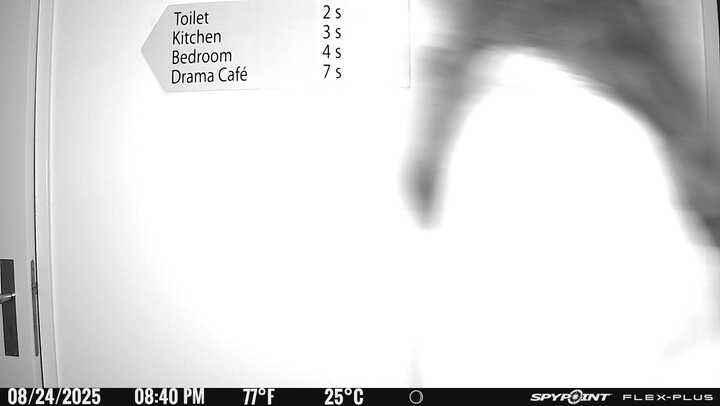 Toilet 2 s
Kitchen 3 s
Bedroom 4 s
Drama Café 7 s
08/24/2025 08:40 PM 77°F 25°C SPYPOINT FLEX-PLUS